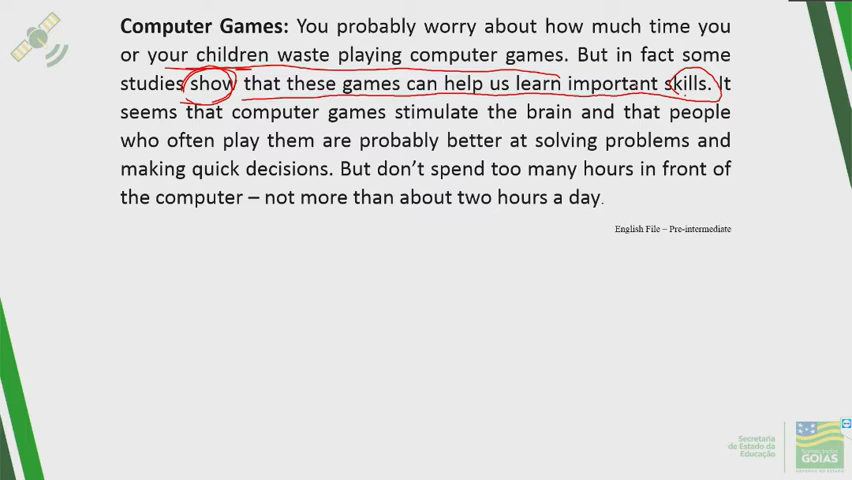 Computer Games: You probably worry about how much time you
or your children waste playing computer games. But in fact some
studies show that these games can help us learn important skills. It
seems that computer games stimulate the brain and that people
who often play them are probably better at solving problems and
making quick decisions. But don't spend too many hours in front of
the computer – not more than about two hours a day.
English File – Pre-intermediate
Secretaria
de Estado da
Educação
GOIÁS